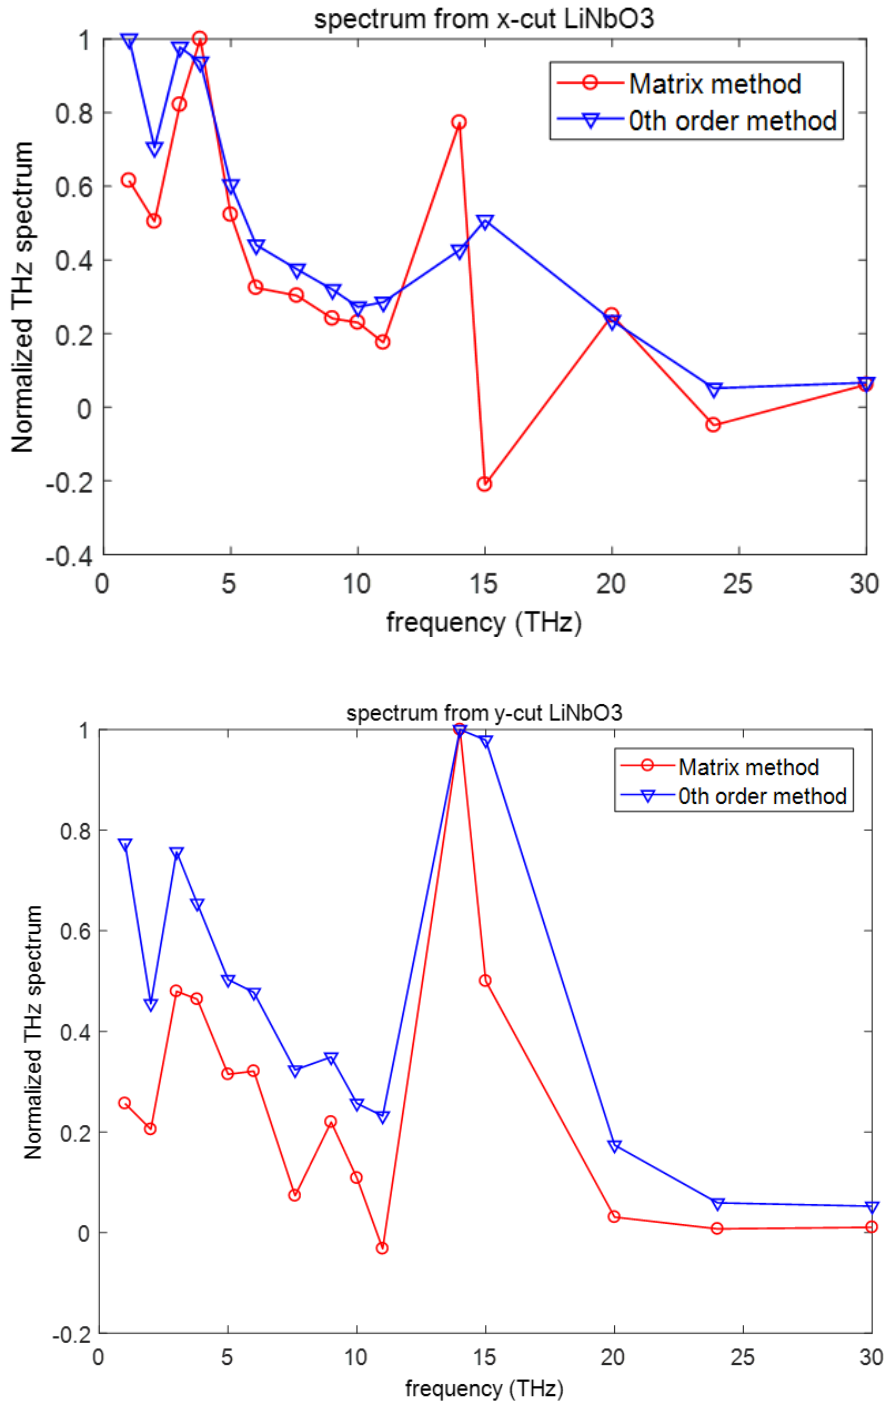 spectrum from x-cut LiNbO3
1
0.8
0.6
0.4
0.2
0
-0.2
-0.4
Normalized THz spectrum
Matrix method
0th order method
0 5 10 15 20 25 30
frequency (THz)
spectrum from y-cut LiNbO3
1
0.8
0.6
0.4
0.2
0
-0.2
Normalized THz spectrum
Matrix method
0th order method
0 5 10 15 20 25 30
frequency (THz)